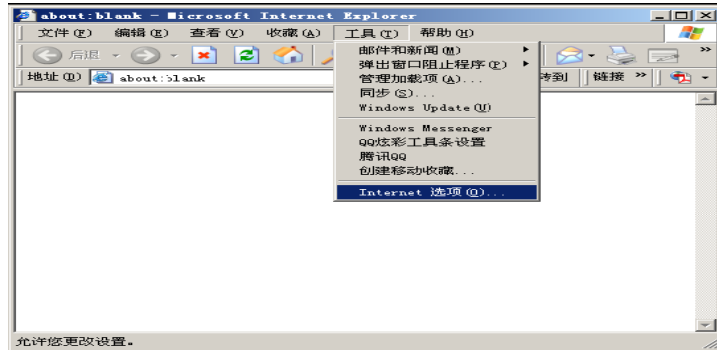 about:blank - Microsoft Internet Explorer
文件(F) 编辑(E) 查看(V) 收藏(A) 工具(T) 帮助(H)
后退
地址(D) about:blank
转到 链接 »
邮件和新闻(M)
弹出窗口阻止程序(P)
管理加载项(A)...
同步(S)...
Windows Update(U)
Windows Messenger
QQ炫彩工具条设置
腾讯QQ
创建移动收藏...
Internet 选项(O)...
允许您更改设置。